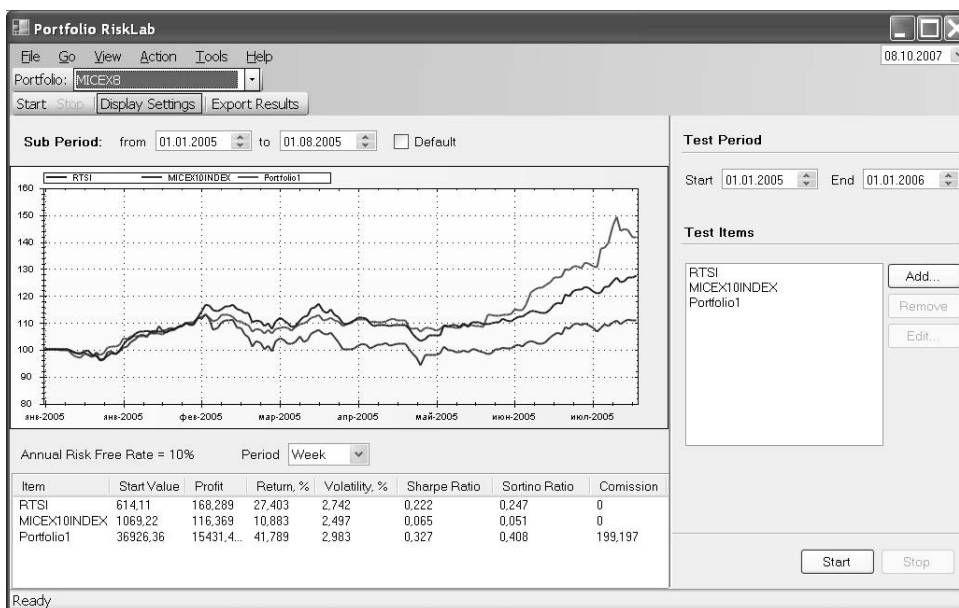 Portfolio RiskLab
File Go View Action Tools Help
08.10.2007
Portfolio: MICEX8
Start Stop Display Settings Export Results
Sub Period: from 01.01.2005 to 01.08.2005 Default
RTSI MICEX10INDEX Portfolio1
160
150
140
130
120
110
100
90
80
янв-2005 янв-2005 фев-2005 мар-2005 апр-2005 май-2005 июн-2005 июл-2005
Annual Risk Free Rate = 10% Period Week
Item Start Value Profit Return, % Volatility, % Sharpe Ratio Sortino Ratio Comission
RTSI 614,11 168,289 27,403 2,742 0,222 0,247 0
MICEX10INDEX 1069,22 116,369 10,883 2,497 0,065 0,051 0
Portfolio1 36926,36 15431,4... 41,789 2,983 0,327 0,408 199,197
Test Period
Start 01.01.2005 End 01.01.2006
Test Items
RTSI
MICEX10INDEX
Portfolio1
Add...
Remove
Edit...
Start Stop
Ready